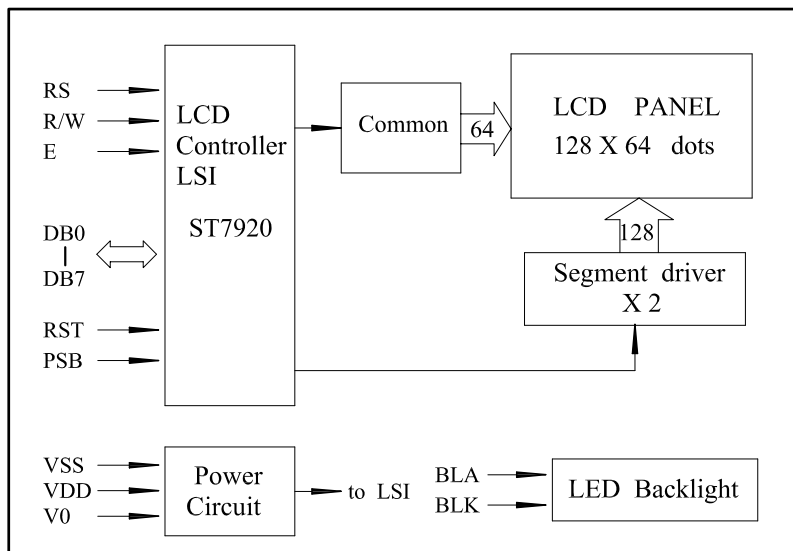 RS
R/W
E
DB0
DB7
RST
PSB
LCD
Controller
LSI
ST7920
Common
64
LCD PANEL
128 X 64 dots
128
Segment driver
X 2
VSS
VDD
V0
Power
Circuit
to LSI
BLA
BLK
LED Backlight